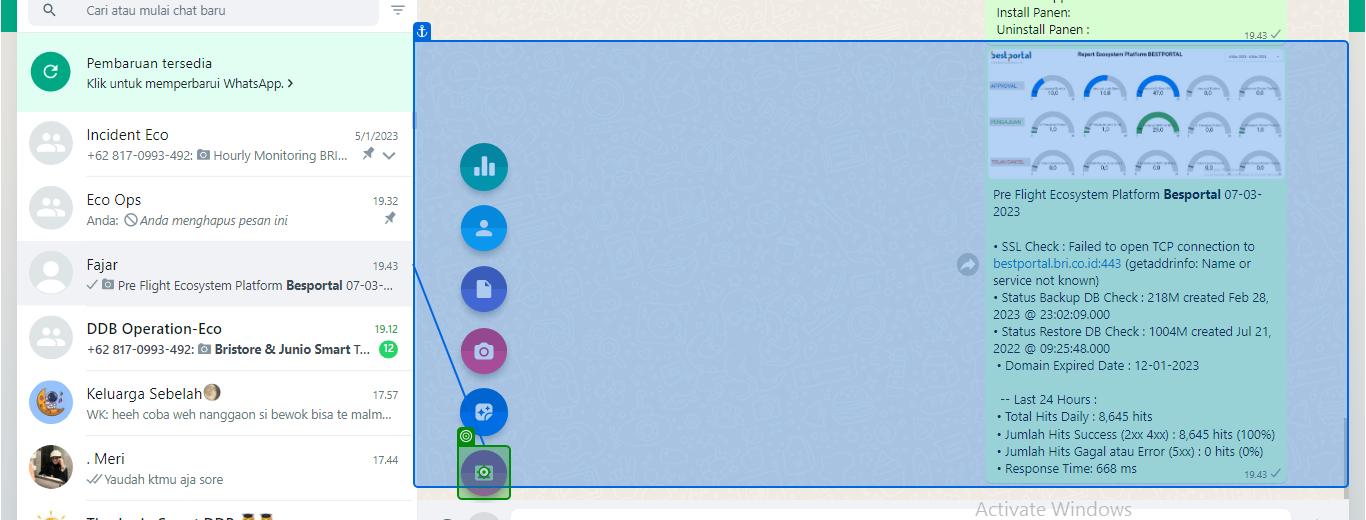 Cari atau mulai chat baru
Pembaruan tersedia
Klik untuk memperbarui WhatsApp.
Incident Eco
5/1/2023
+62 817-0993-492: Hourly Monitoring BRI...
Eco Ops
19.32
Anda: Anda menghapus pesan ini
Fajar
19.43
Pre Flight Ecosystem Platform Besportal 07-03-...
DDB Operation-Eco
19.12
+62 817-0993-492: Bristore & Junio Smart T...
12
Keluarga Sebelah
17.57
WK: heeh coba weh nanggaon si bewok bisa te malm...
. Meri
17.44
Yaudah ktmu aja sore
Install Panen:
Uninstall Panen :
19.43
bestportal
Report Ecosystem Platform BESTPORTAL
APPROVAL
PENGAJUAN
Pre Flight Ecosystem Platform Besportal 07-03-
2023
• SSL Check : Failed to open TCP connection to
bestportal.bri.co.id:443 (getaddrinfo: Name or
service not known)
• Status Backup DB Check : 218M created Feb 28,
2023 @ 23:02:09.000
• Status Restore DB Check : 1004M created Jul 21,
2022 @ 09:25:48.000
• Domain Expired Date : 12-01-2023
-- Last 24 Hours :
• Total Hits Daily : 8,645 hits
• Jumlah Hits Success (2xx 4xx) : 8,645 hits (100%)
• Jumlah Hits Gagal atau Error (5xx) : 0 hits (0%)
• Response Time: 668 ms
19.43
Activate Windows